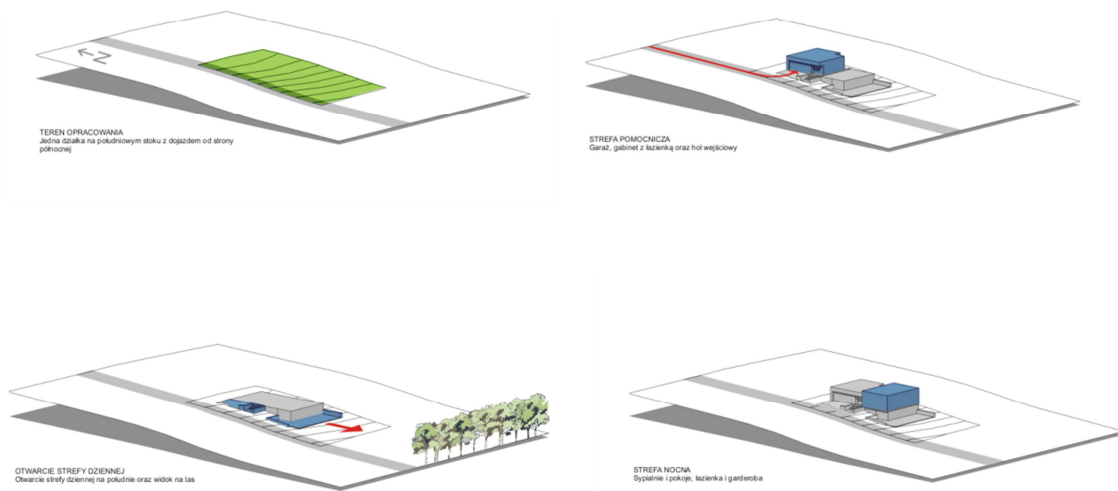 N
TEREN OPRACOWANIA
Jedna działka na południowym stoku z dojazdem od strony
północnej
STREFA POMOCNICZA
Garaż, gabinet z łazienką oraz hol wejściowy
OTWARCIE STREFY DZIENNEJ
Otwarcie strefy dziennej na południe oraz widok na las
STREFA NOCNA
Sypialnie i pokoje, łazienka i garderoba